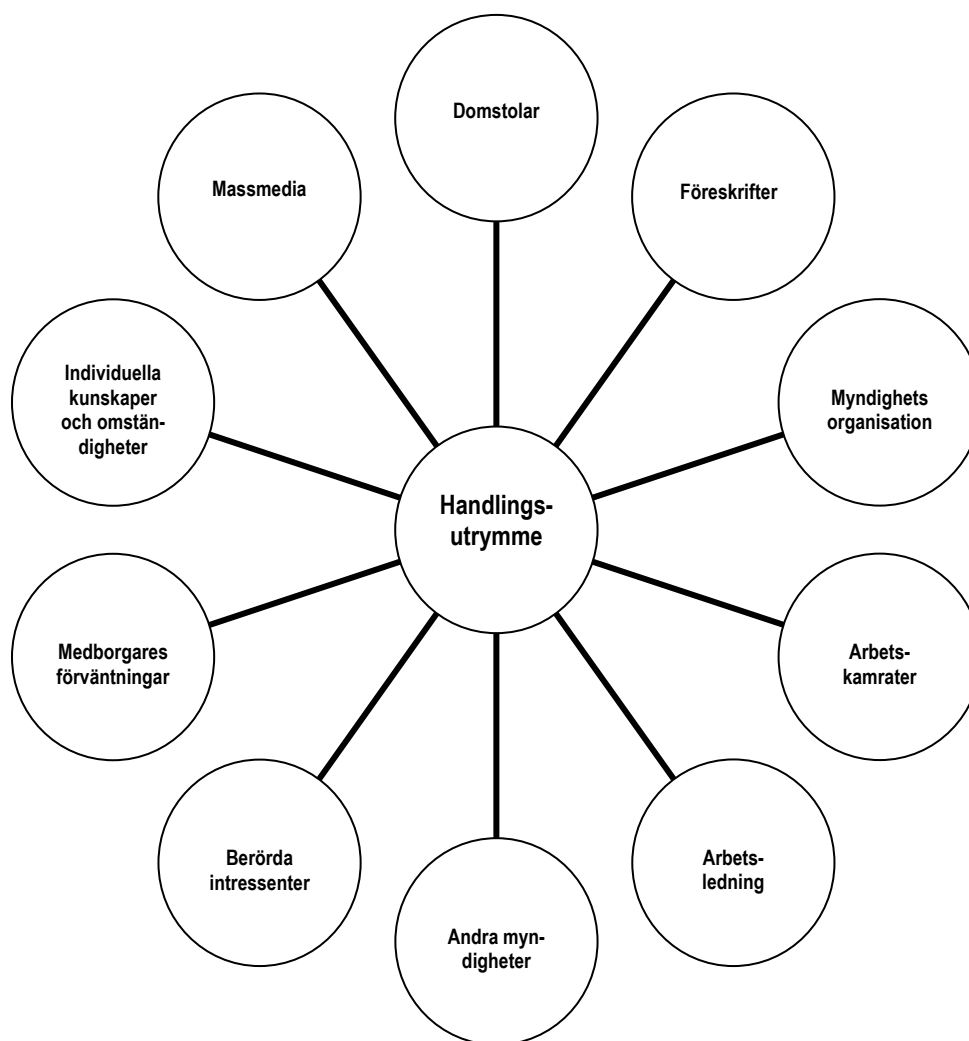 Domstolar
Massmedia
Föreskrifter
Individuella
kunskaper
och omstän-
digheter
Myndighets
organisation
Handlings-
utrymme
Medborgares
förväntningar
Arbets-
kamrater
Berörda
intressenter
Arbets-
ledning
Andra myn-
digheter